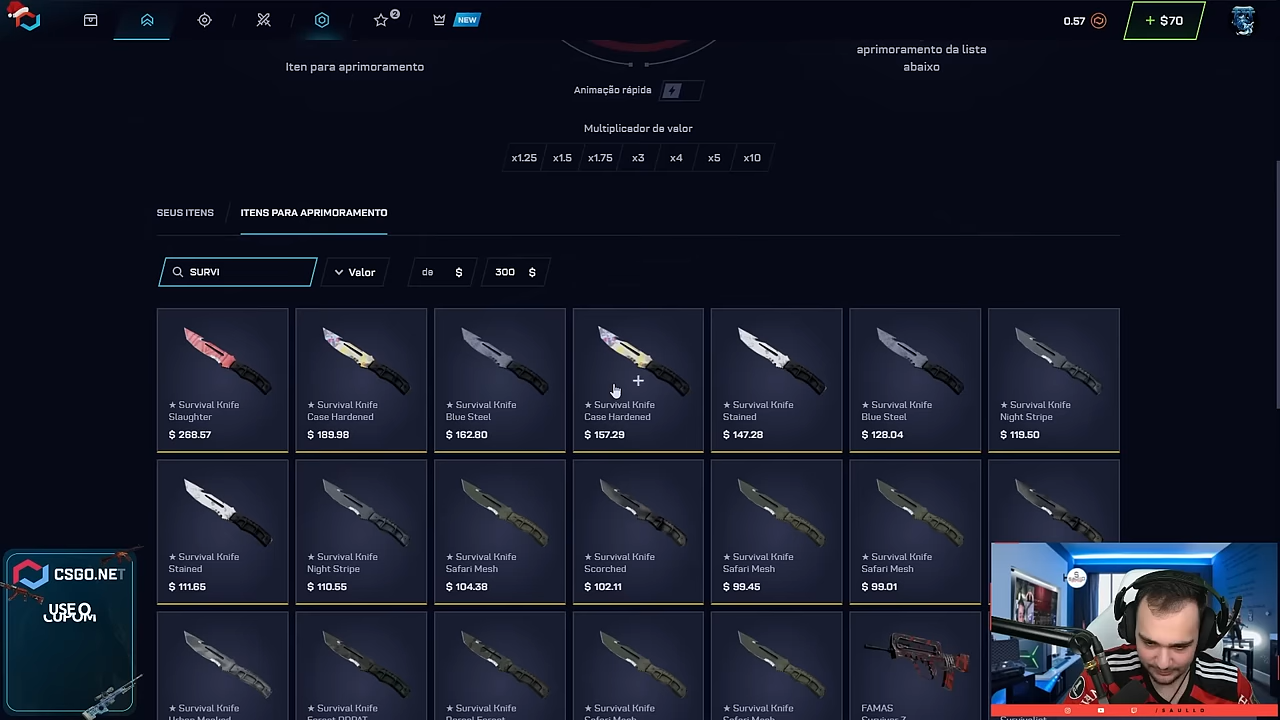 2
NEW
0.57
+ $70
Iten para aprimoramento
aprimoramento da lista
abaixo
Animação rápida
Multiplicador de valor
x1.25 x1.5 x1.75 x3 x4 x5 x10
SEUS ITENS
ITENS PARA APRIMORAMENTO
SURVI
Valor
de $
300 $
★ Survival Knife
Slaughter
$ 268.57
★ Survival Knife
Case Hardened
$ 189.98
★ Survival Knife
Blue Steel
$ 162.80
★ Survival Knife
Case Hardened
$ 157.29
★ Survival Knife
Stained
$ 147.28
★ Survival Knife
Blue Steel
$ 128.04
★ Survival Knife
Night Stripe
$ 119.50
★ Survival Knife
Stained
$ 111.65
★ Survival Knife
Night Stripe
$ 110.55
★ Survival Knife
Safari Mesh
$ 104.38
★ Survival Knife
Scorched
$ 102.11
★ Survival Knife
Safari Mesh
$ 99.45
★ Survival Knife
Safari Mesh
$ 99.01
★ Survival Knife
★ Survival Knife
★ Survival Knife
★ Survival Knife
★ Survival Knife
FAMAS
CSGO.NET
USE O
CUPOM
/SAULLO